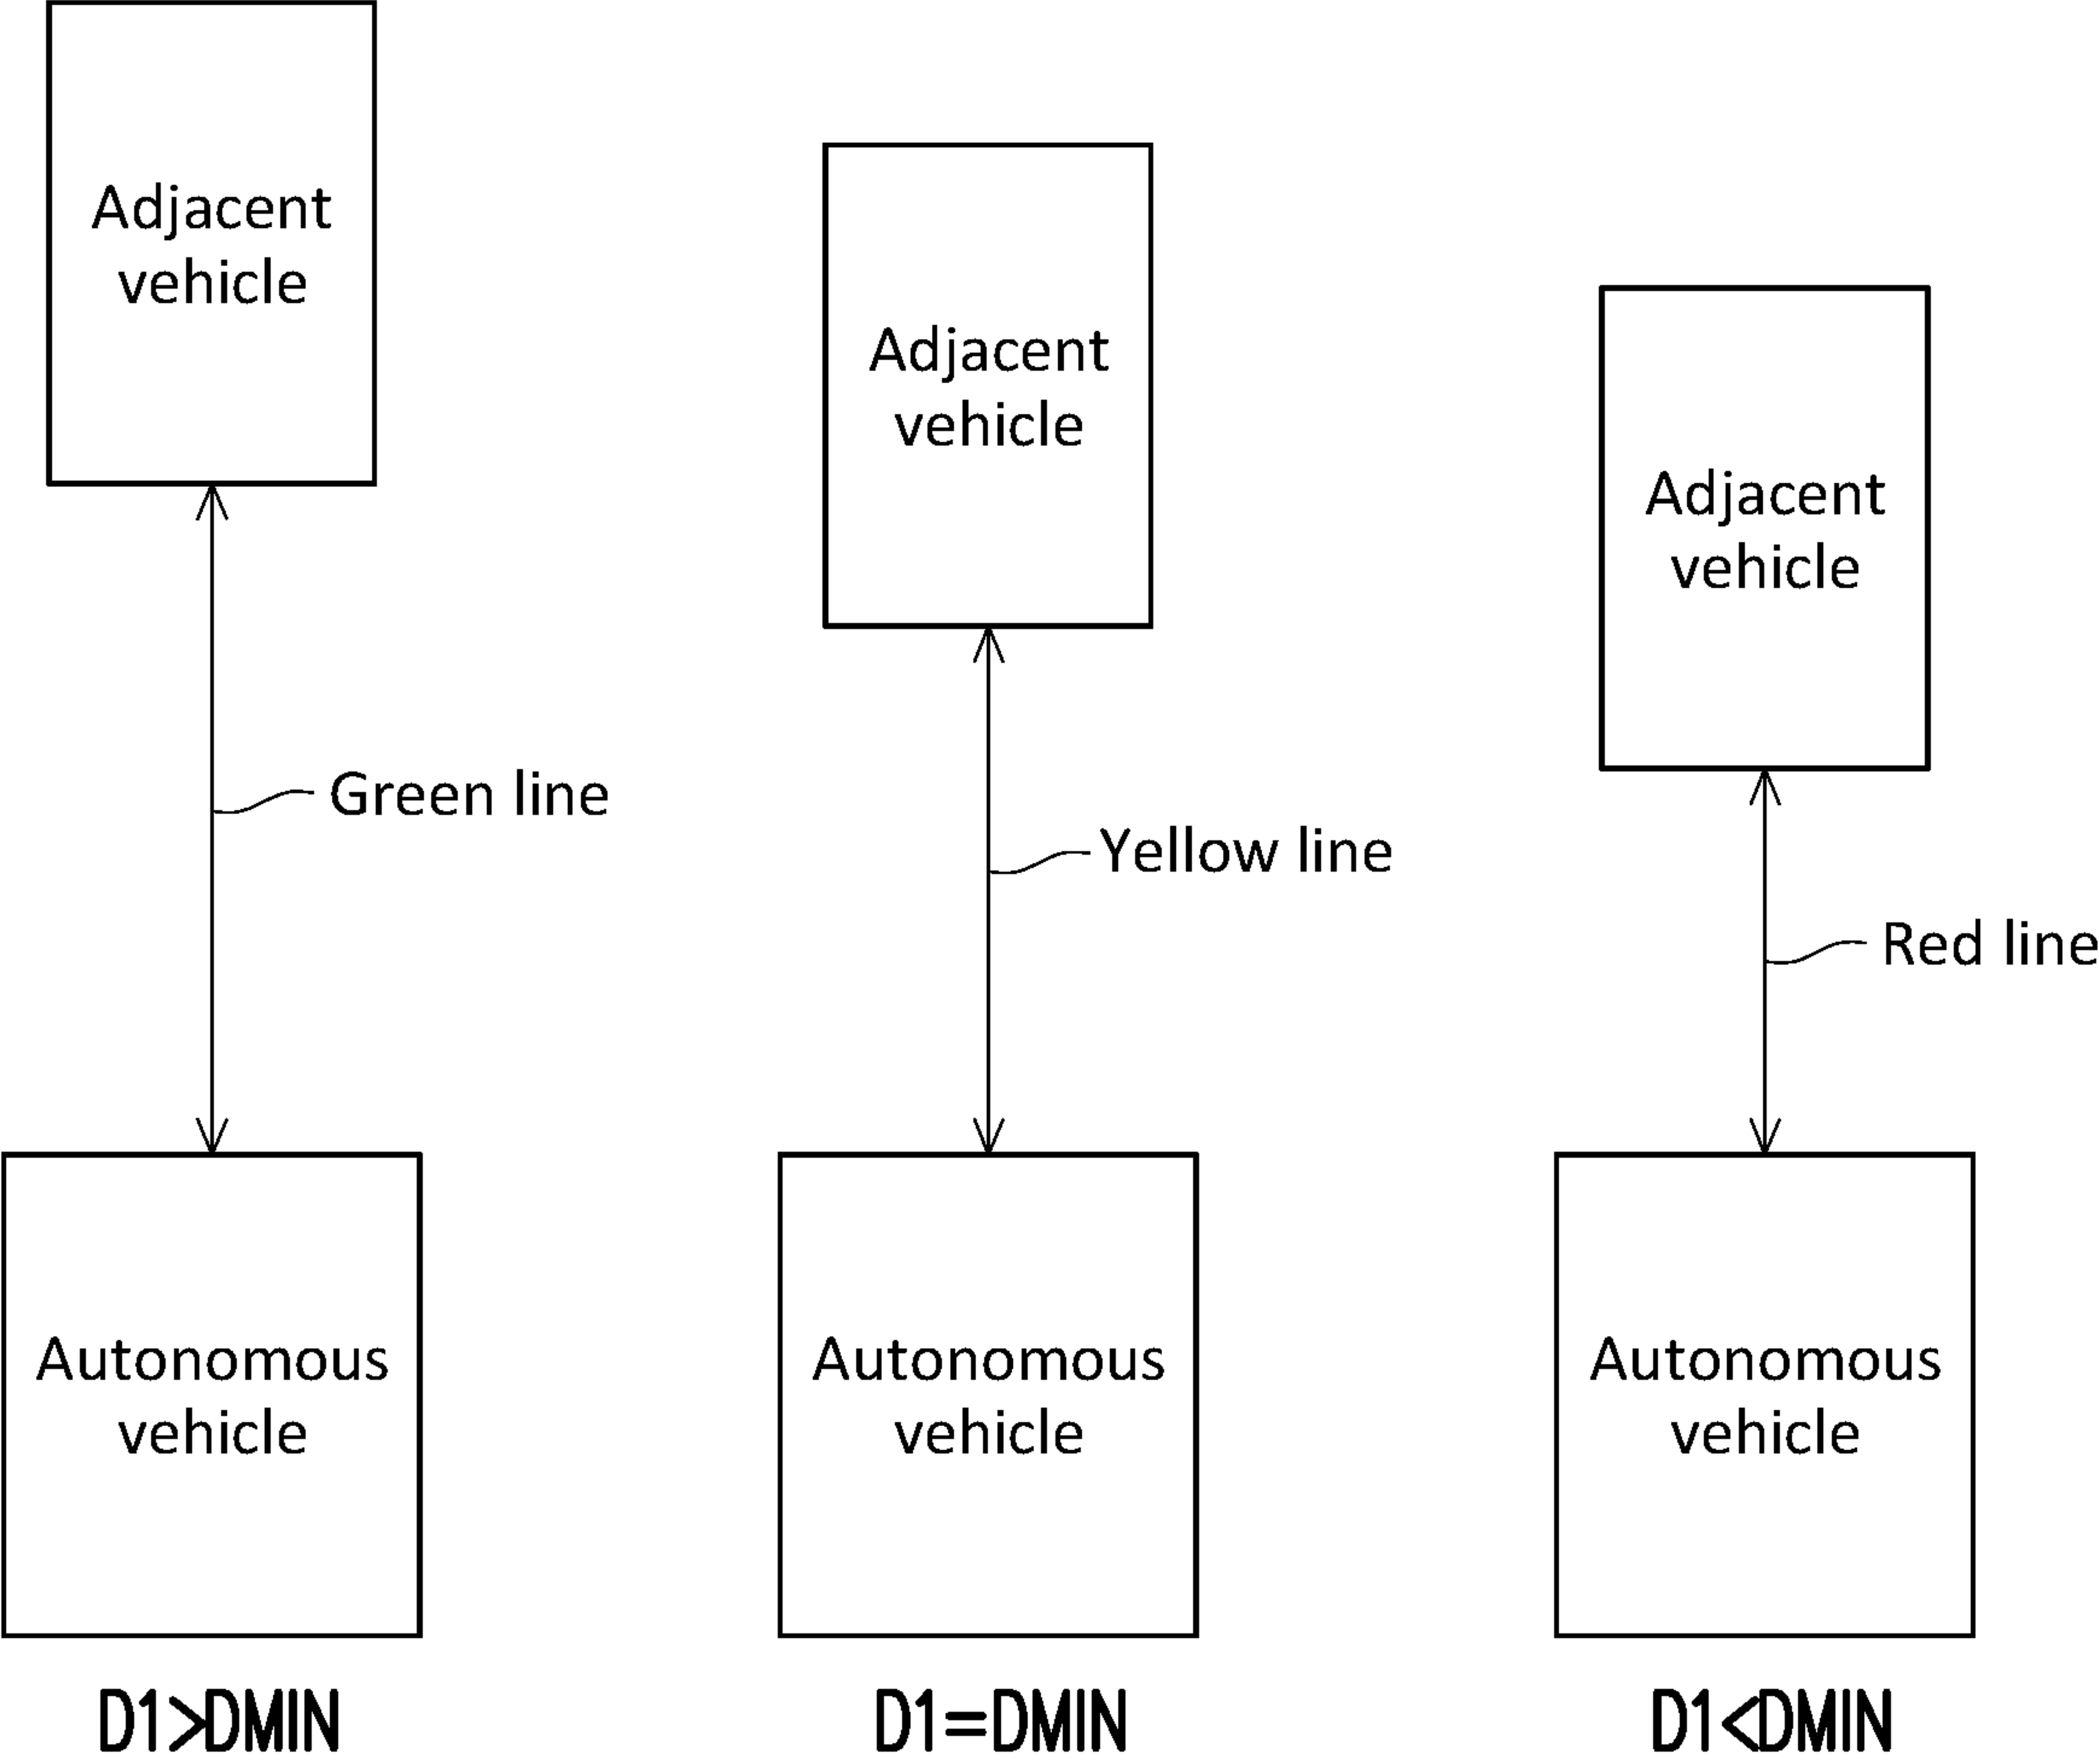 Adjacent
vehicle
Green line
Autonomous
vehicle
D1>DMIN
Adjacent
vehicle
Yellow line
Autonomous
vehicle
D1=DMIN
Adjacent
vehicle
Red line
Autonomous
vehicle
D1<DMIN